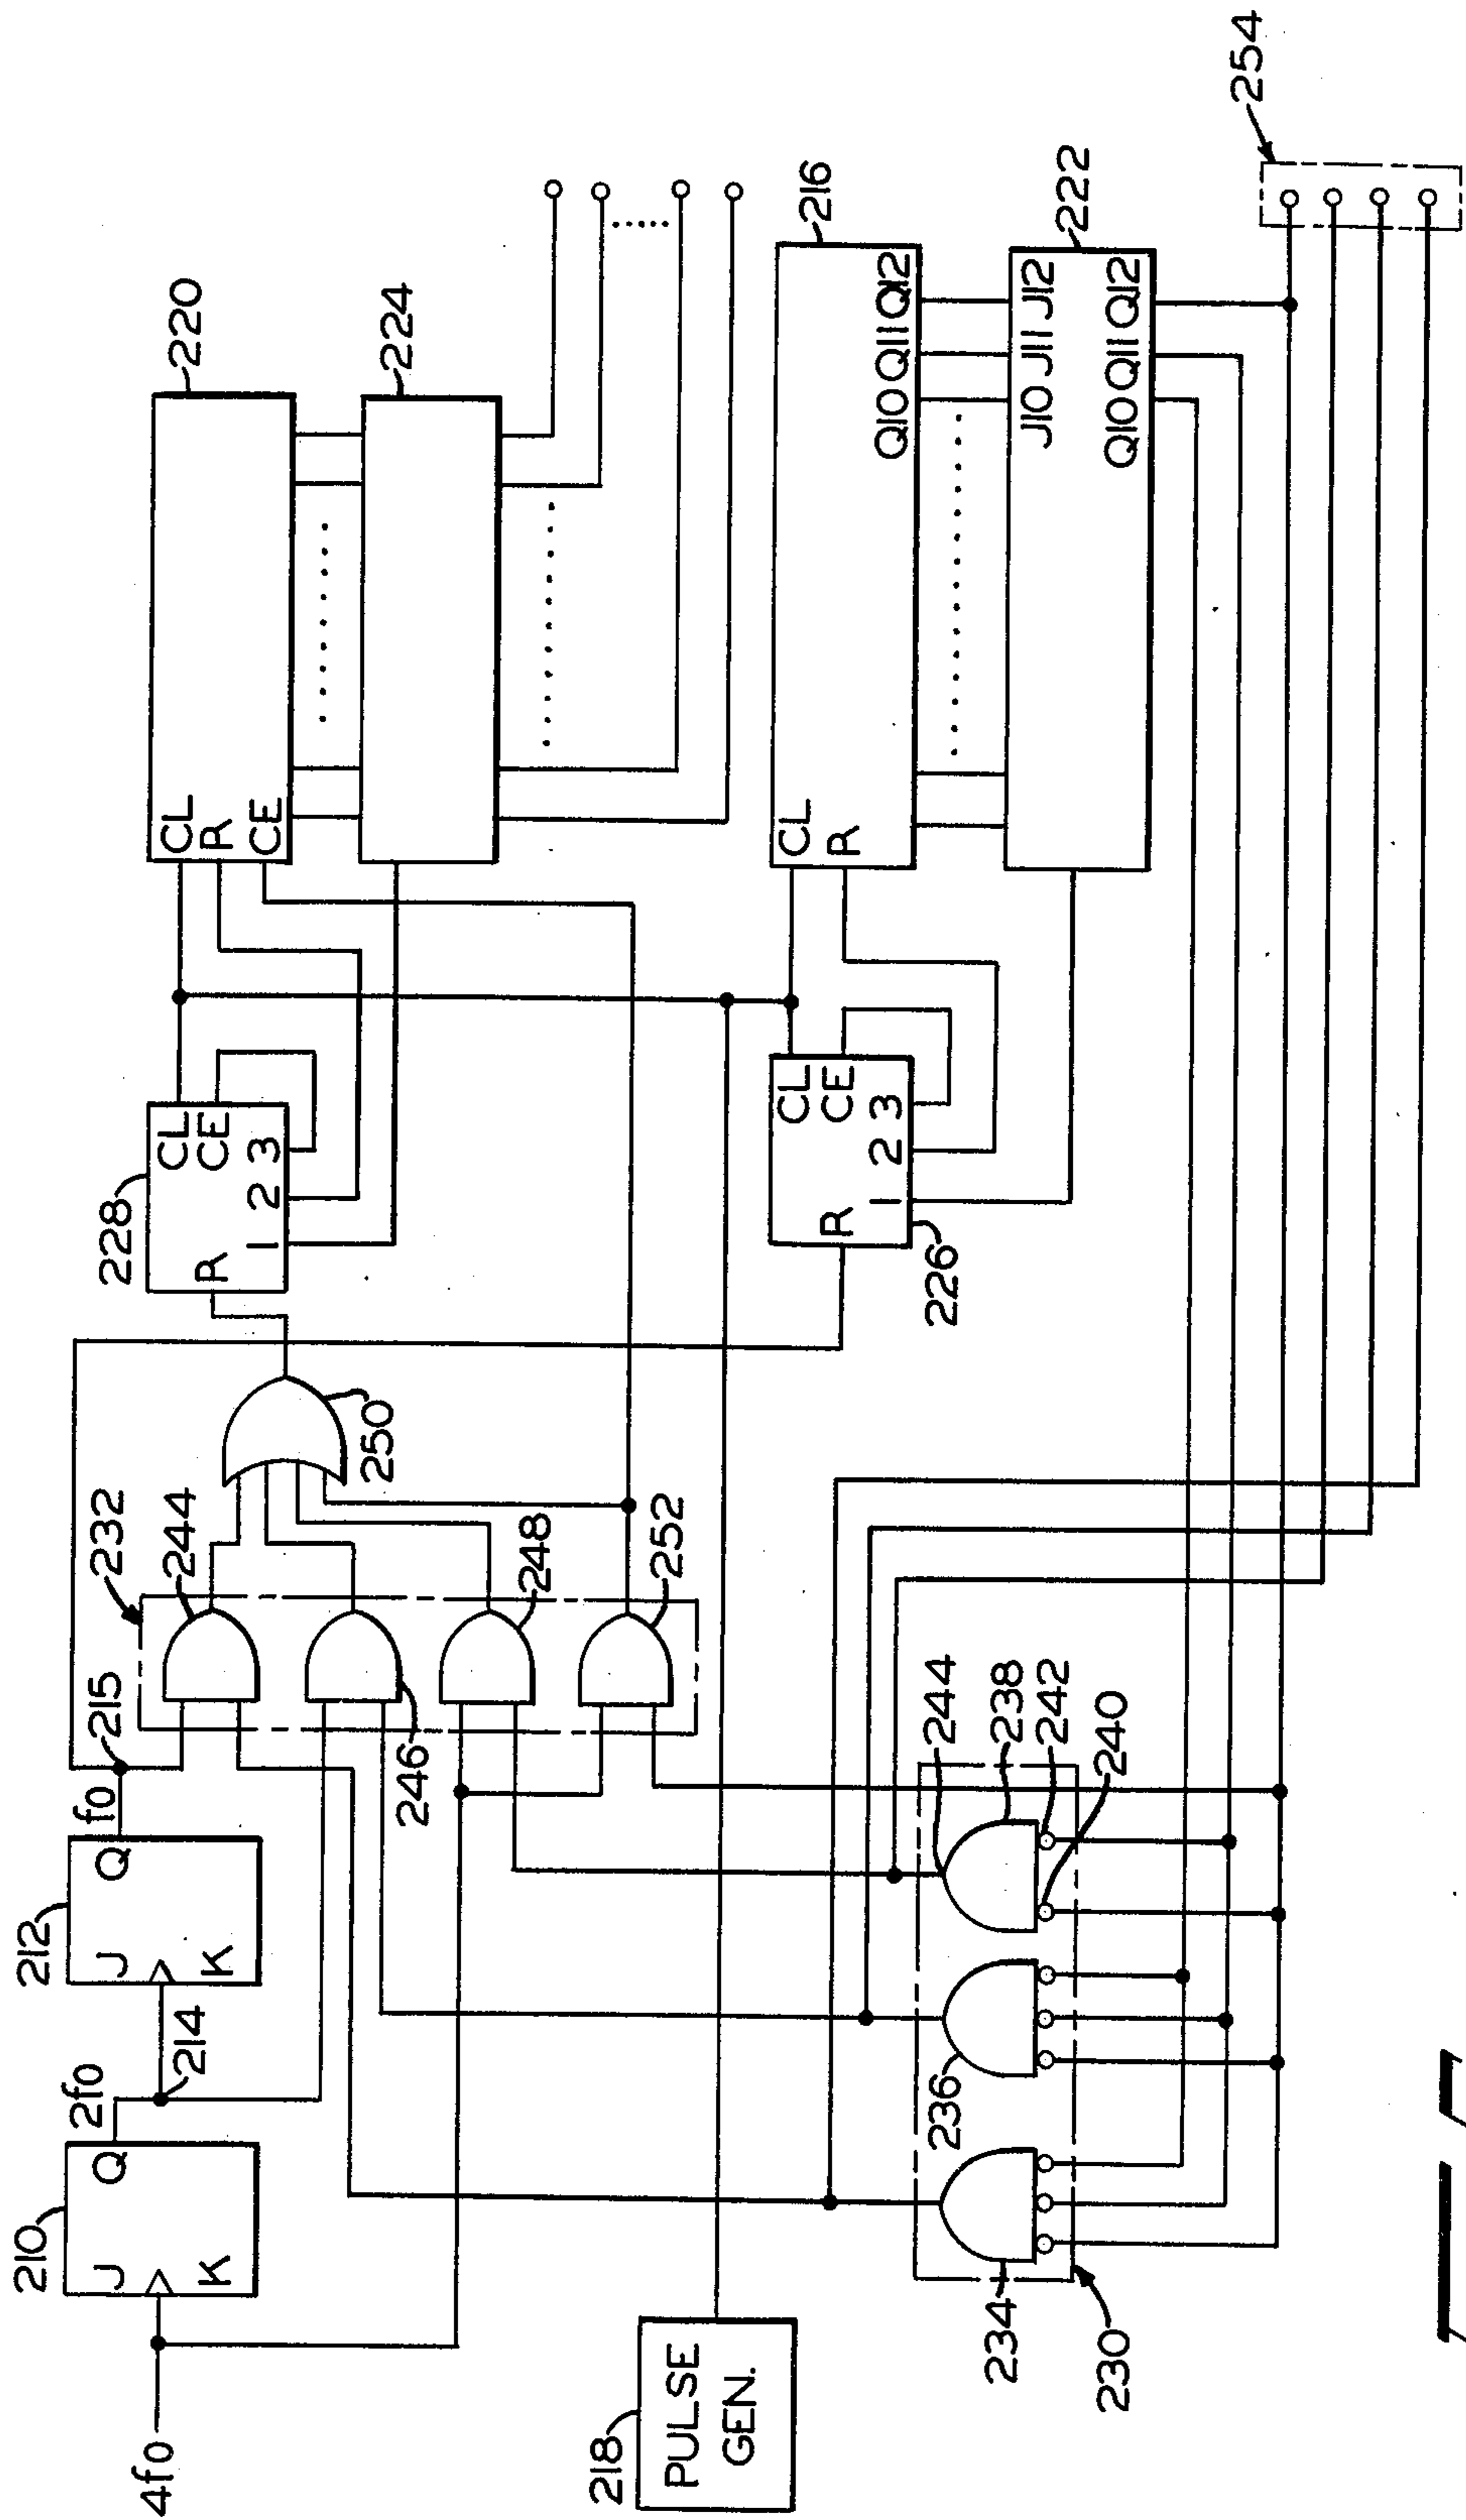 4f0
210
J
Q
K
2f0
214
212
J
Q
K
f0
215
232
244
246
248
252
250
228
R
CL
CE
1 2 3
CL
R
CE
220
224
218
PULSE
GEN.
226
R
CL
CE
1 2 3
CL
R
216
Q10 Q11 Q12
J10 J11 J12
Q10 Q11 Q12
222
230
234
236
244
238
242
240
254